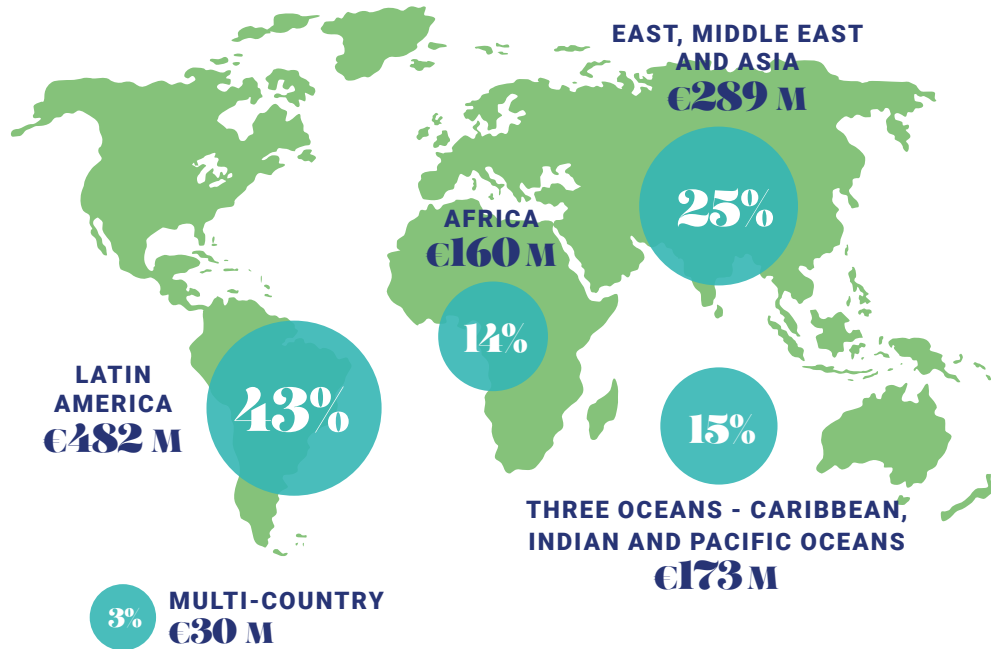 EAST, MIDDLE EAST
AND ASIA
€289 M
25%
AFRICA
€160 M
14%
LATIN
AMERICA
€482 M
43%
15%
THREE OCEANS - CARIBBEAN,
INDIAN AND PACIFIC OCEANS
€173 M
3%
MULTI-COUNTRY
€30 M